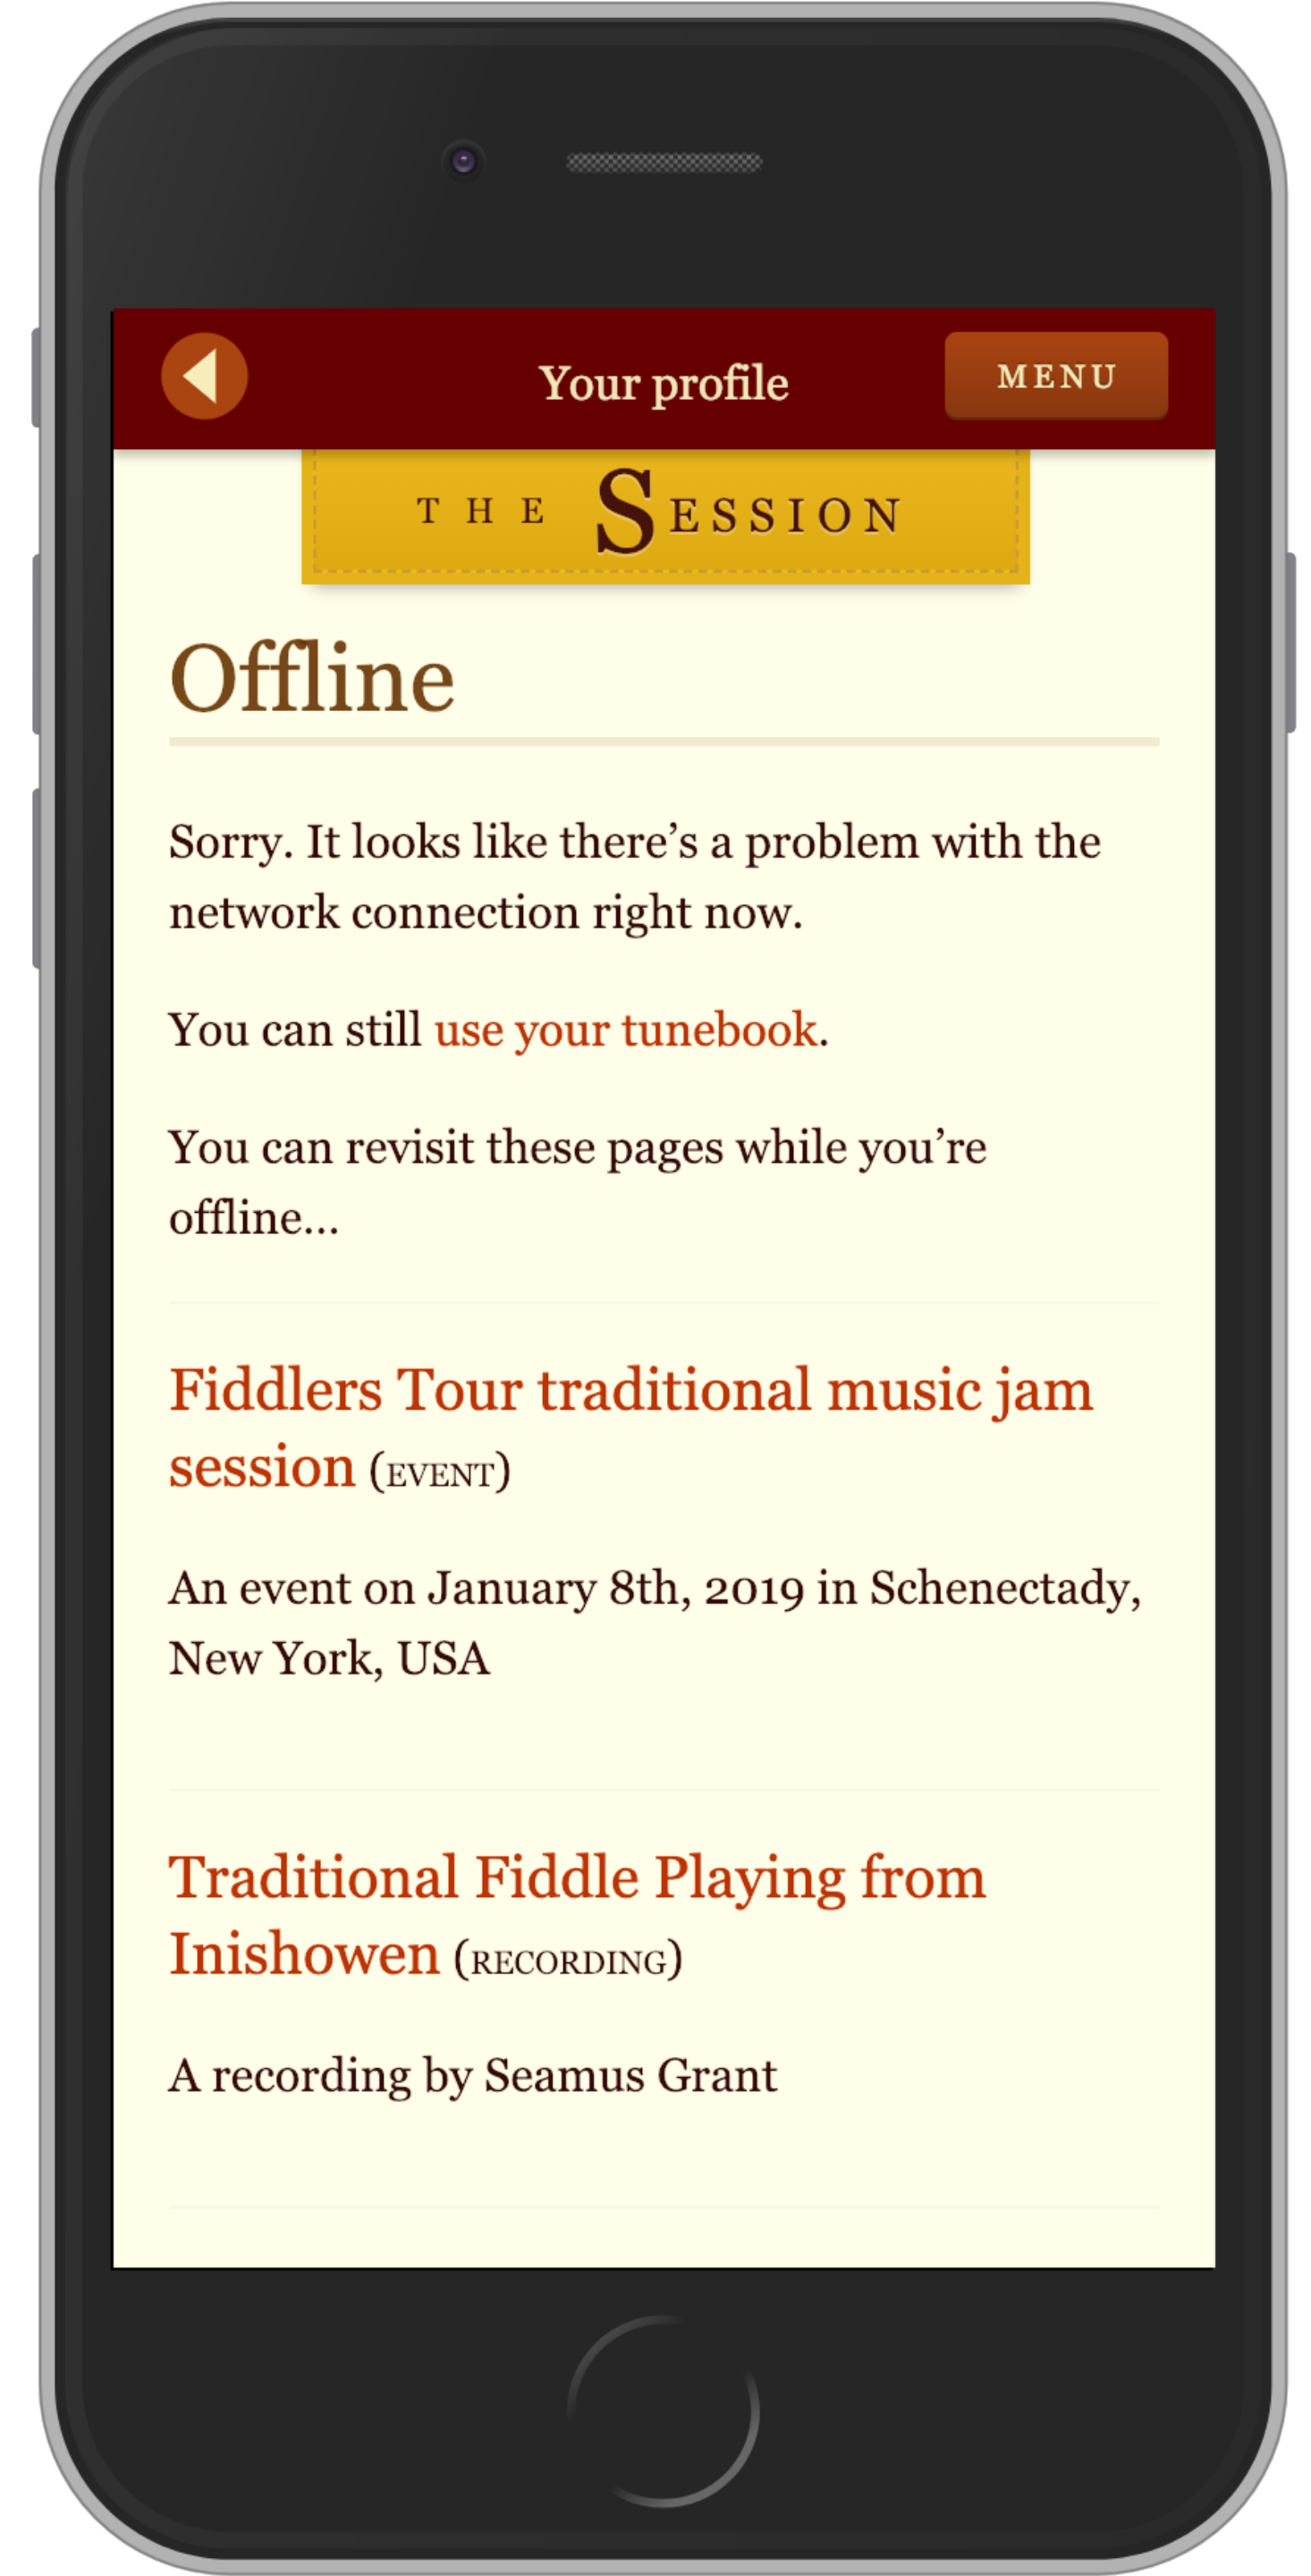 Your profile
MENU
THE SESSION
Offline
Sorry. It looks like there’s a problem with the
network connection right now.
You can still use your tunebook.
You can revisit these pages while you’re
offline…
Fiddlers Tour traditional music jam
session (EVENT)
An event on January 8th, 2019 in Schenectady,
New York, USA
Traditional Fiddle Playing from
Inishowen (RECORDING)
A recording by Seamus Grant